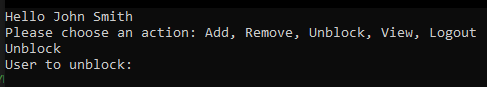 Hello John Smith
Please choose an action: Add, Remove, Unblock, View, Logout
Unblock
User to unblock: